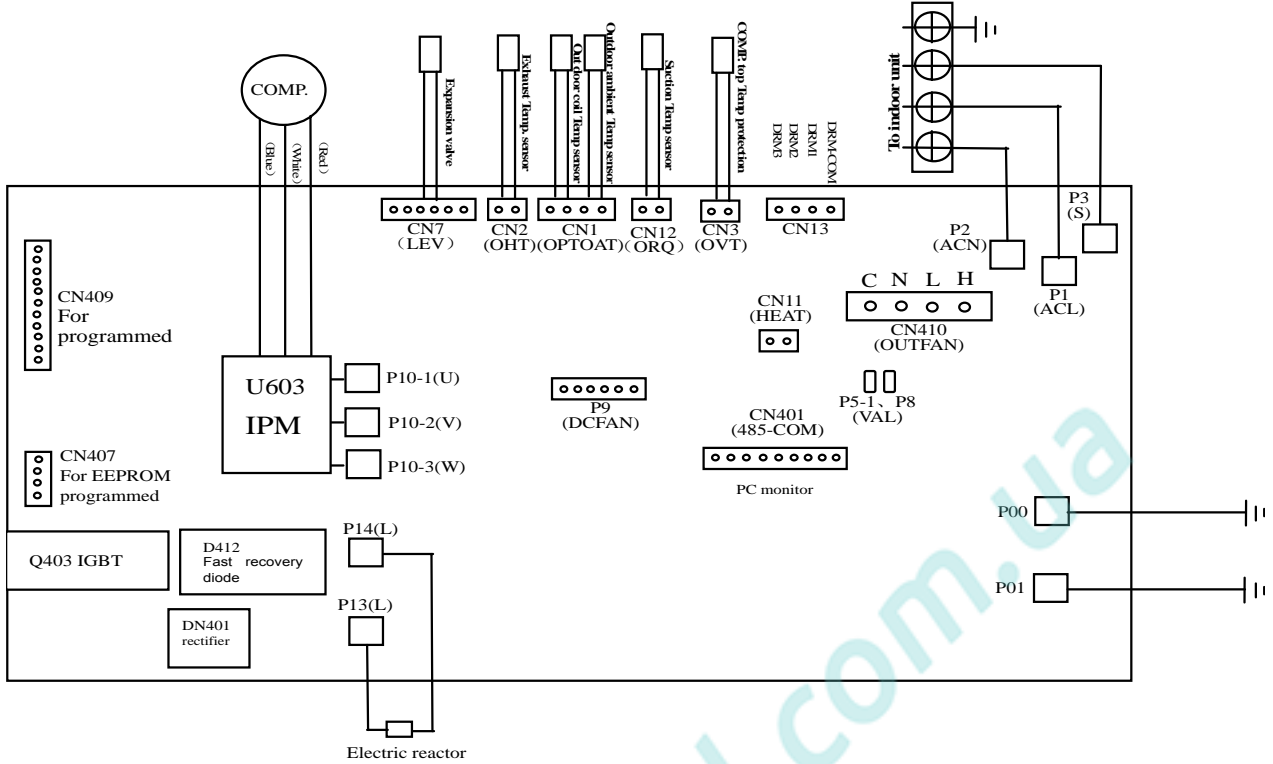 COMP.
(Blue)
(White)
(Red)
Expansion valve
Exhaust Temp. sensor
Out door coil Temp sensor
Outdoor ambient Temp sensor
Suction Temp sensor
COMP. top Temp protection
DRM3
DRM2
DRM1
DRM-COM
To indoor unit
CN7
(LEV)
CN2
(OHT)
CN1
(OPTOAT)
CN12
(ORQ)
CN3
(OVT)
CN13
P3
(S)
P2
(ACN)
P1
(ACL)
CN409
For
programmed
CN11
(HEAT)
C N L H
CN410
(OUTFAN)
U603
IPM
P10-1(U)
P10-2(V)
P10-3(W)
P9
(DCFAN)
P5-1、P8
(VAL)
CN401
(485-COM)
PC monitor
CN407
For EEPROM
programmed
P00
P01
Q403 IGBT
D412
Fast recovery
diode
P14(L)
P13(L)
DN401
rectifier
Electric reactor
.com.ua